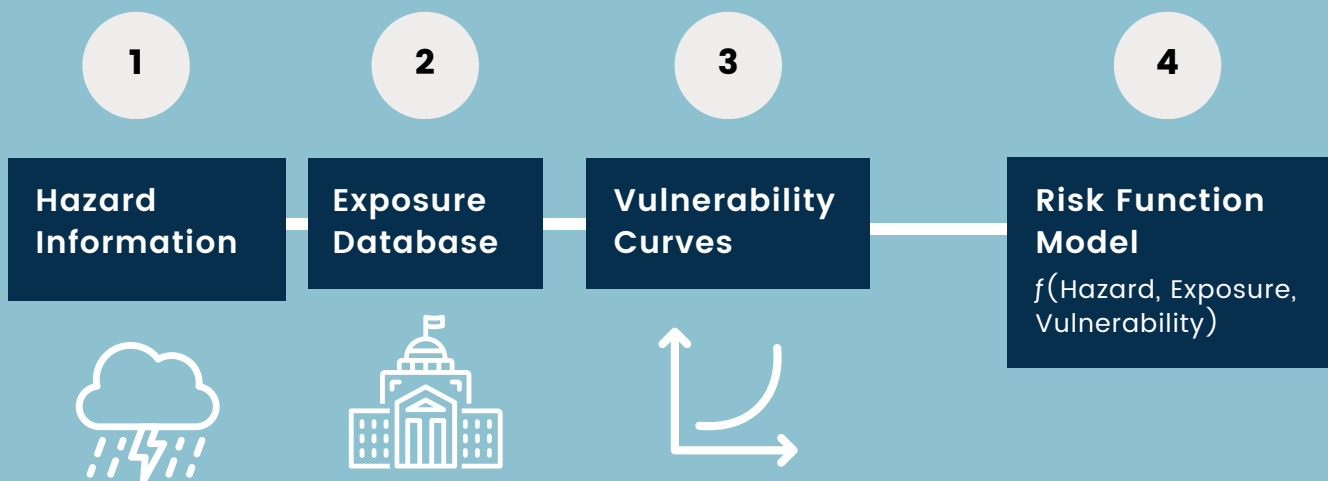 1
2
3
4
Hazard
Information
Exposure
Database
Vulnerability
Curves
Risk Function
Model
f(Hazard, Exposure,
Vulnerability)